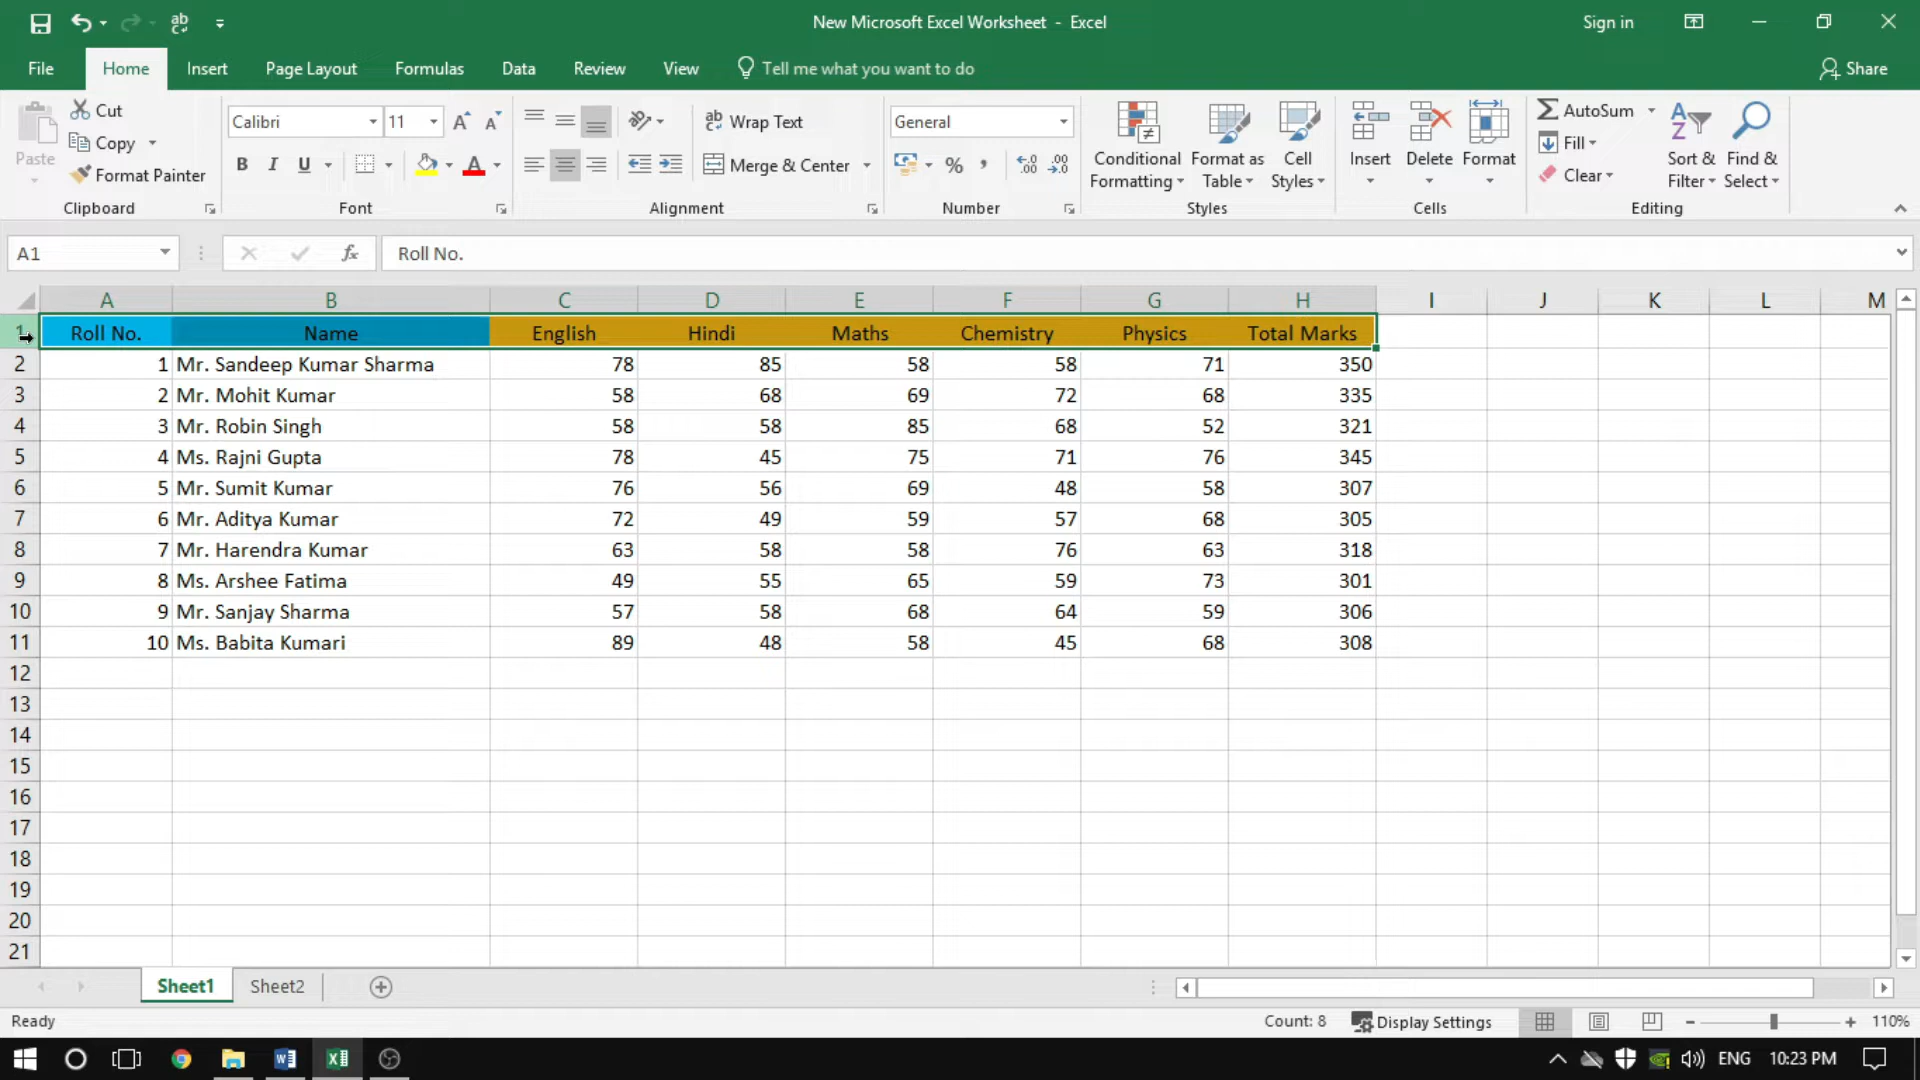 New Microsoft Excel Worksheet - Excel
Sign in
File Home Insert Page Layout Formulas Data Review View Tell me what you want to do Share
Paste
Cut
Copy
Format Painter
Clipboard
Calibri 11
B I U A
Font
ab Wrap Text
Merge & Center
Alignment
General
% ,
Number
Conditional Formatting
Format as Table
Cell Styles
Styles
Insert Delete Format
Cells
AutoSum
Fill
Clear
Sort & Filter
Find & Select
Editing
A1 fx Roll No.
A B C D E F G H I J K L M
1 Roll No. Name English Hindi Maths Chemistry Physics Total Marks
2 1 Mr. Sandeep Kumar Sharma 78 85 58 58 71 350
3 2 Mr. Mohit Kumar 58 68 69 72 68 335
4 3 Mr. Robin Singh 58 58 85 68 52 321
5 4 Ms. Rajni Gupta 78 45 75 71 76 345
6 5 Mr. Sumit Kumar 76 56 69 48 58 307
7 6 Mr. Aditya Kumar 72 49 59 57 68 305
8 7 Mr. Harendra Kumar 63 58 58 76 63 318
9 8 Ms. Arshee Fatima 49 55 65 59 73 301
10 9 Mr. Sanjay Sharma 57 58 68 64 59 306
11 10 Ms. Babita Kumari 89 48 58 45 68 308
12
13
14
15
16
17
18
19
20
21
Sheet1 Sheet2
Ready Count: 8 Display Settings 110%
ENG 10:23 PM